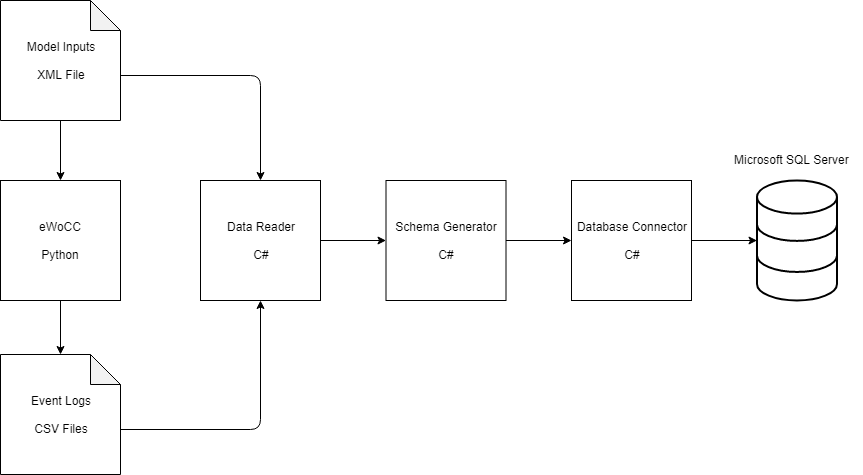 Model Inputs
XML File
Microsoft SQL Server
eWoCC
Python
Data Reader
C#
Schema Generator
C#
Database Connector
C#
Event Logs
CSV Files